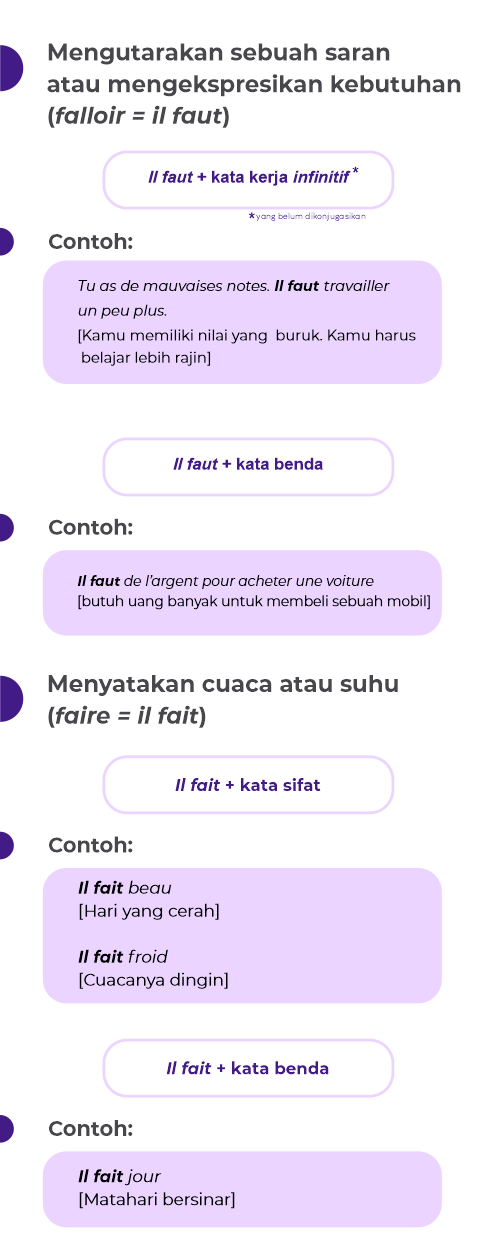 Mengutarakan sebuah saran
atau mengekspresikan kebutuhan
(falloir = il faut)
Il faut + kata kerja infinitif *
*yang belum dikonjugasikan
Contoh:
Tu as de mauvaises notes. Il faut travailler
un peu plus.
[Kamu memiliki nilai yang  buruk. Kamu harus
belajar lebih rajin]
Il faut + kata benda
Contoh:
Il faut de l'argent pour acheter une voiture
[butuh uang banyak untuk membeli sebuah mobil]
Menyatakan cuaca atau suhu
(faire = il fait)
Il fait + kata sifat
Contoh:
Il fait beau
[Hari yang cerah]
Il fait froid
[Cuacanya dingin]
Il fait + kata benda
Contoh:
Il fait jour
[Matahari bersinar]